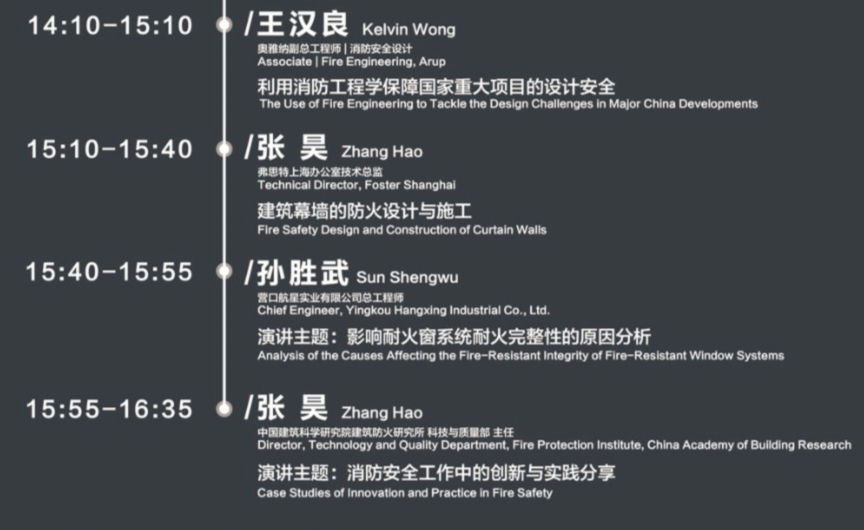 14:10-15:10
/王汉良 Kelvin Wong
奥雅纳副总工程师 | 消防安全设计
Associate | Fire Engineering, Arup
利用消防工程学保障国家重大项目的设计安全
The Use of Fire Engineering to Tackle the Design Challenges in Major China Developments
15:10-15:40
/张 昊 Zhang Hao
弗思特上海办公室技术总监
Technical Director, Foster Shanghai
建筑幕墙的防火设计与施工
Fire Safety Design and Construction of Curtain Walls
15:40-15:55
/孙胜武 Sun Shengwu
营口航星实业有限公司总工程师
Chief Engineer, Yingkou Hangxing Industrial Co., Ltd.
演讲主题：影响耐火窗系统耐火完整性的原因分析
Analysis of the Causes Affecting the Fire-Resistant Integrity of Fire-Resistant Window Systems
15:55-16:35
/张 昊 Zhang Hao
中国建筑科学研究院建筑防火研究所 科技与质量部 主任
Director, Technology and Quality Department, Fire Protection Institute, China Academy of Building Research
演讲主题：消防安全工作中的创新与实践分享
Case Studies of Innovation and Practice in Fire Safety